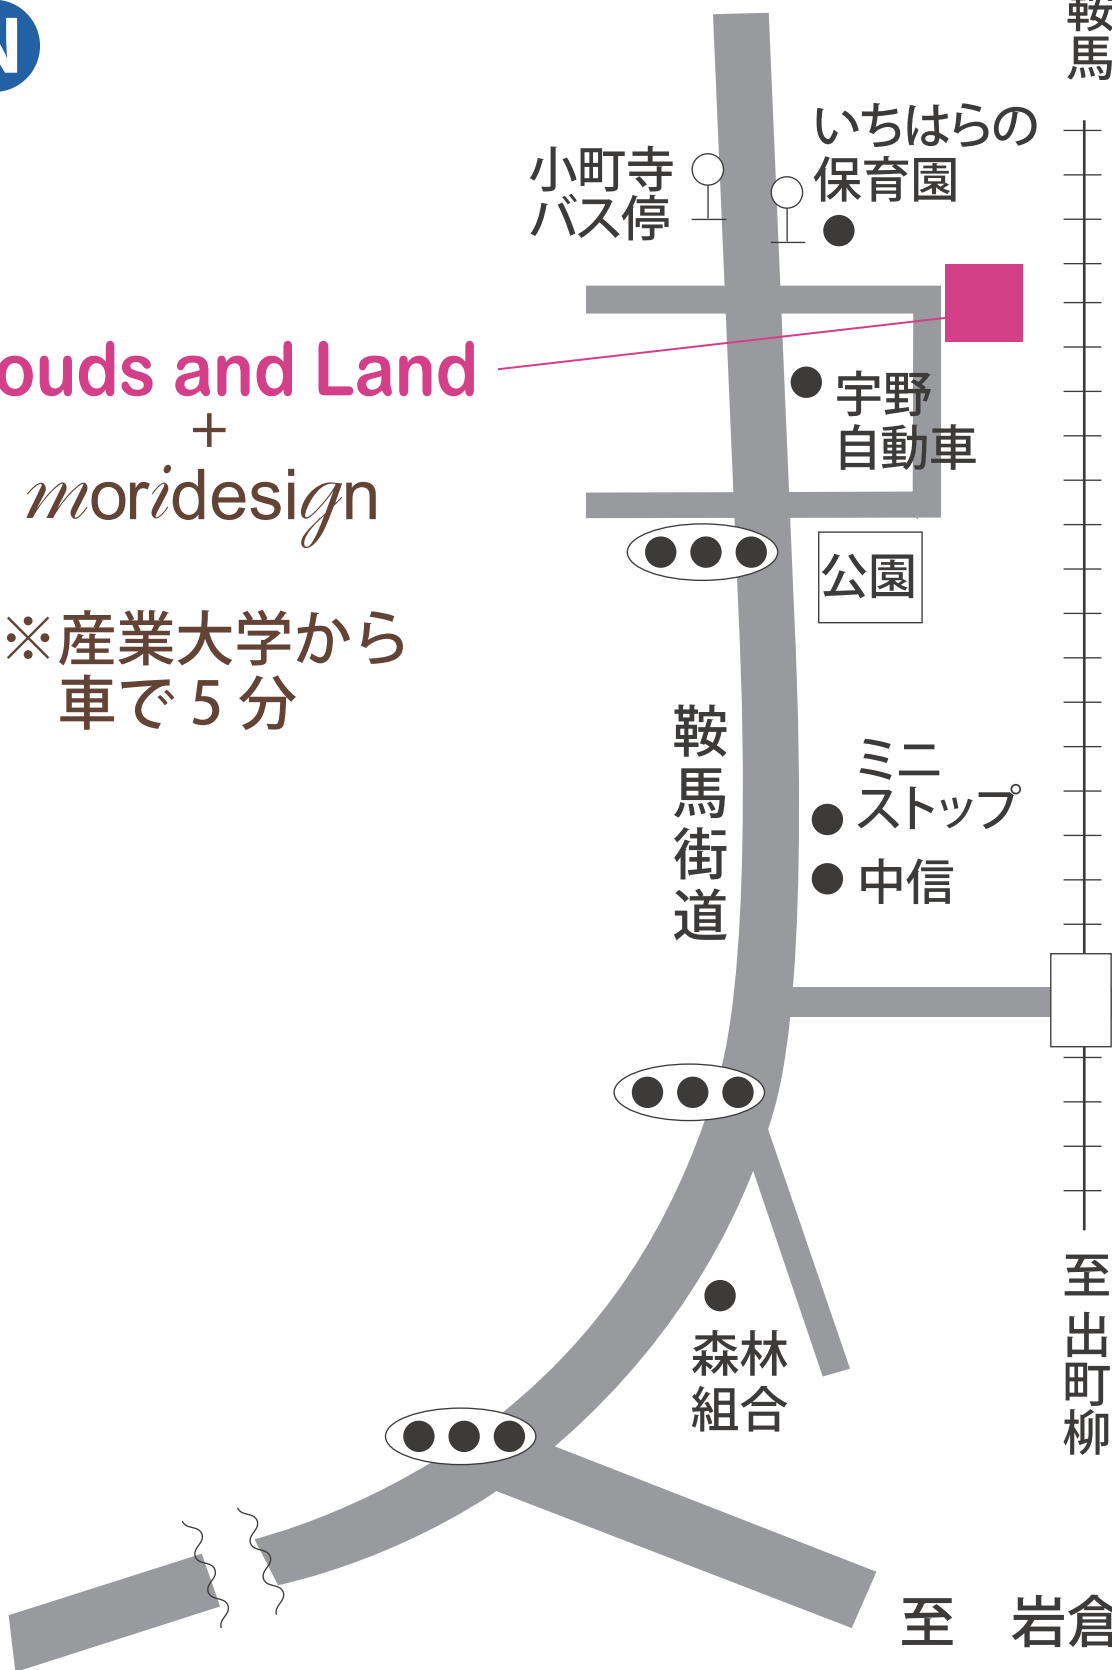 N
鞍馬
いちはらの
保育園
小町寺
バス停
ouds and Land
+
moridesign
宇野
自動車
公園
※産業大学から
車で5分
鞍馬街道
ミニ
ストップ
中信
森林
組合
至出町柳
至 岩倉